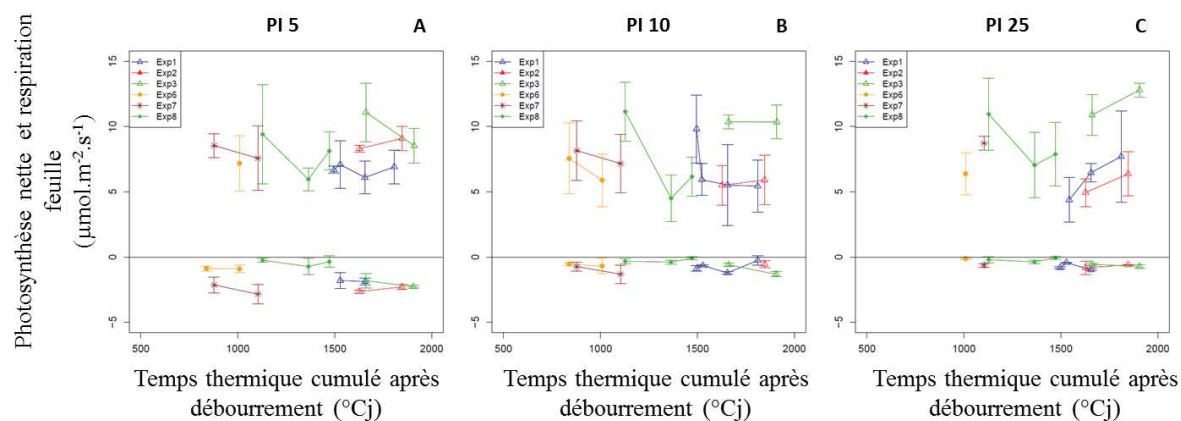 PI 5 A PI 10 B PI 25 C
Photosynthèse nette et respiration
feuille
(µmol.m⁻².s⁻¹)
15
10
5
0
−5
Exp1
Exp2
Exp3
Exp6
Exp7
Exp8
500 1000 1500 2000
15
10
5
0
−5
Exp1
Exp2
Exp3
Exp6
Exp7
Exp8
500 1000 1500 2000
15
10
5
0
−5
Exp1
Exp2
Exp3
Exp6
Exp7
Exp8
500 1000 1500 2000
Temps thermique cumulé après
débourrement (°Cj)
Temps thermique cumulé après
débourrement (°Cj)
Temps thermique cumulé après
débourrement (°Cj)